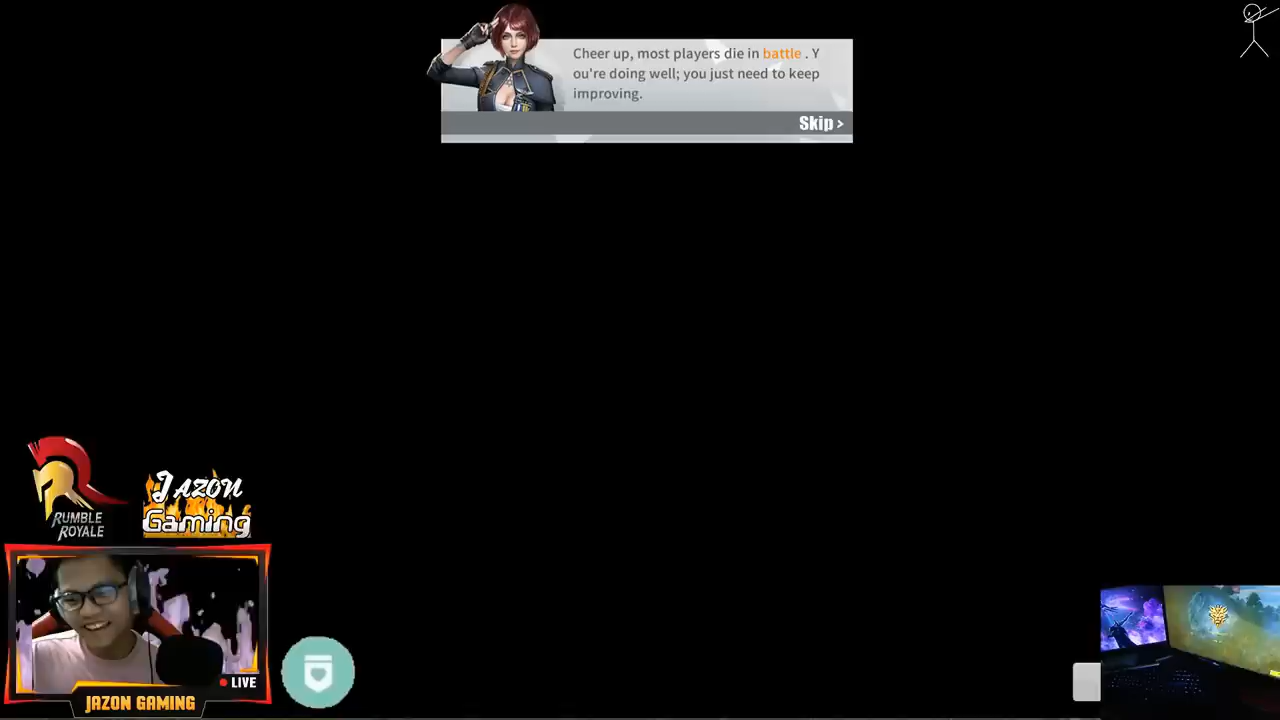 Cheer up, most players die in battle . Y
ou're doing well; you just need to keep
improving.
Skip >
RUMBLE
ROYALE
JAZON
Gaming
LIVE
JAZON GAMING